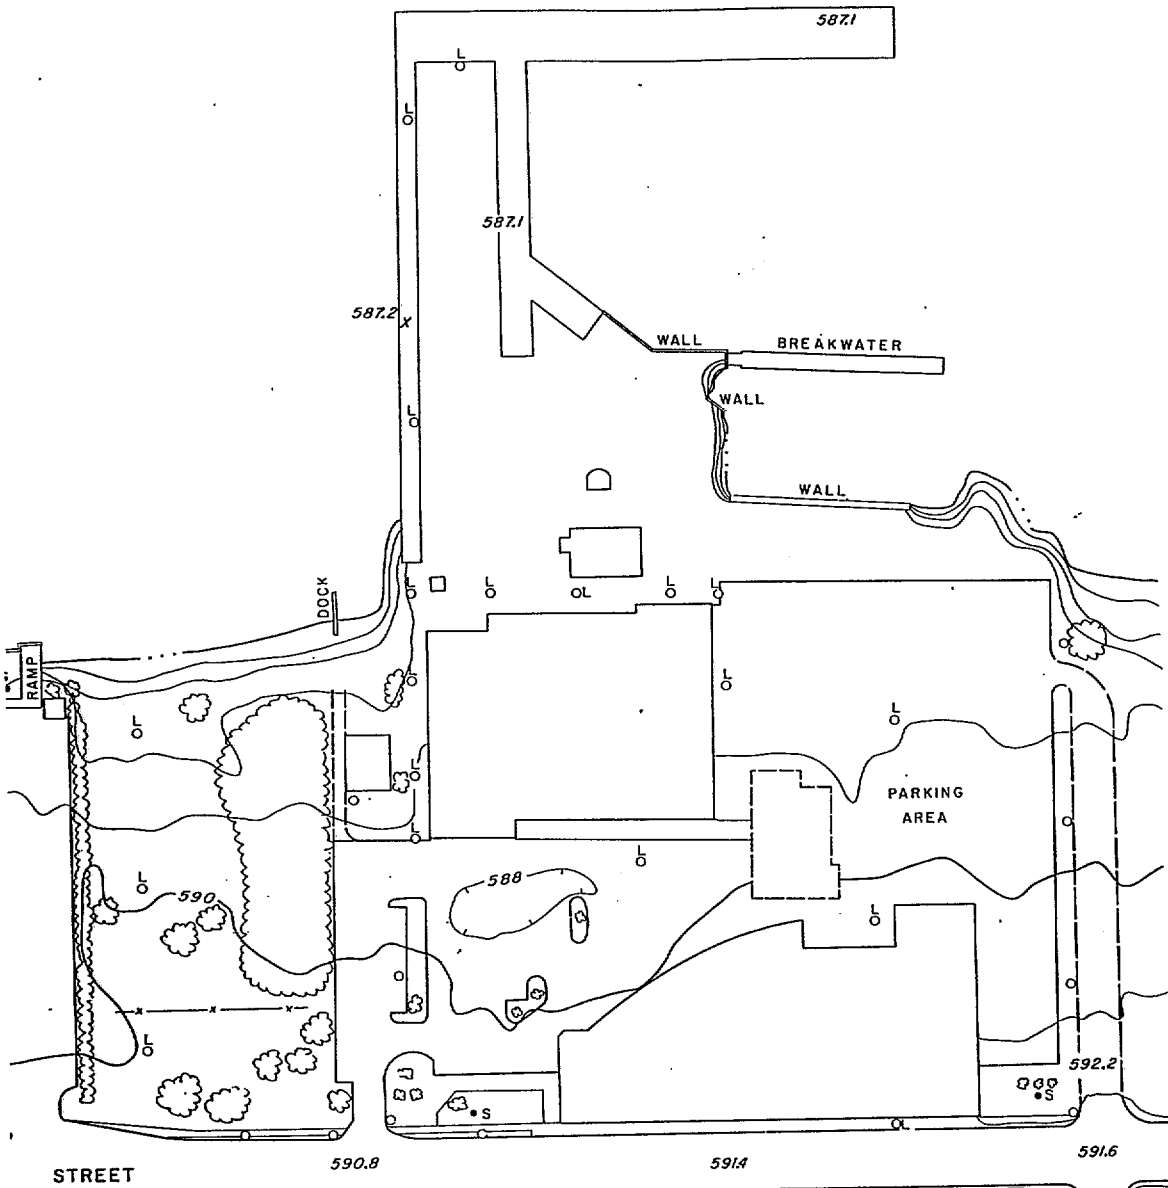 587.1
L
L
587.1
587.2 x
WALL
BREAKWATER
WALL
L
WALL
L
L
OL
L
L
DOCK
RAMP
L
L
L
L
L
PARKING
AREA
L
L
588
L
590
L
x
x
x
L
592.2
S
S
L
590.8
591.4
591.6
STREET